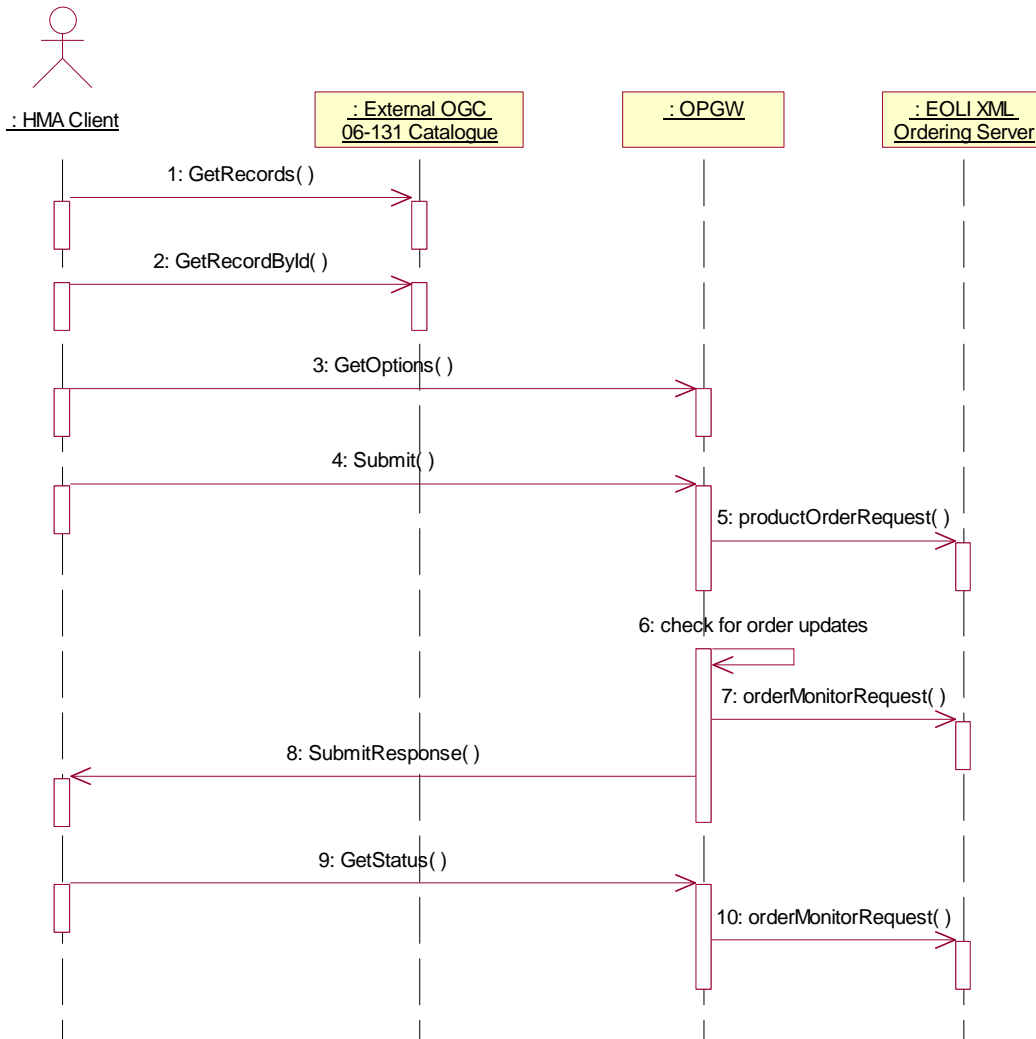 : HMA Client
: External OGC
06-131 Catalogue
: OPGW
: EOLI XML
Ordering Server
1: GetRecords( )
2: GetRecordById( )
3: GetOptions( )
4: Submit( )
5: productOrderRequest( )
6: check for order updates
7: orderMonitorRequest( )
8: SubmitResponse( )
9: GetStatus( )
10: orderMonitorRequest( )